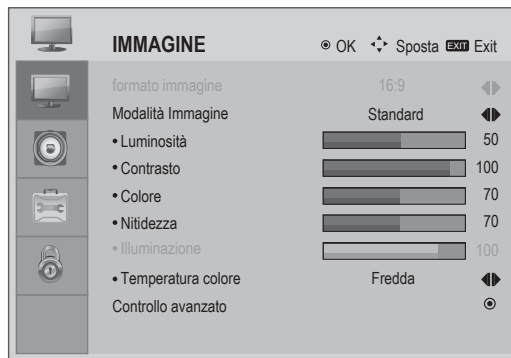 IMMAGINE OK Sposta EXIT Exit
formato immagine 16:9
Modalità Immagine Standard
• Luminosità 50
• Contrasto 100
• Colore 70
• Nitidezza 70
• Illuminazione 100
• Temperatura colore Fredda
Controllo avanzato